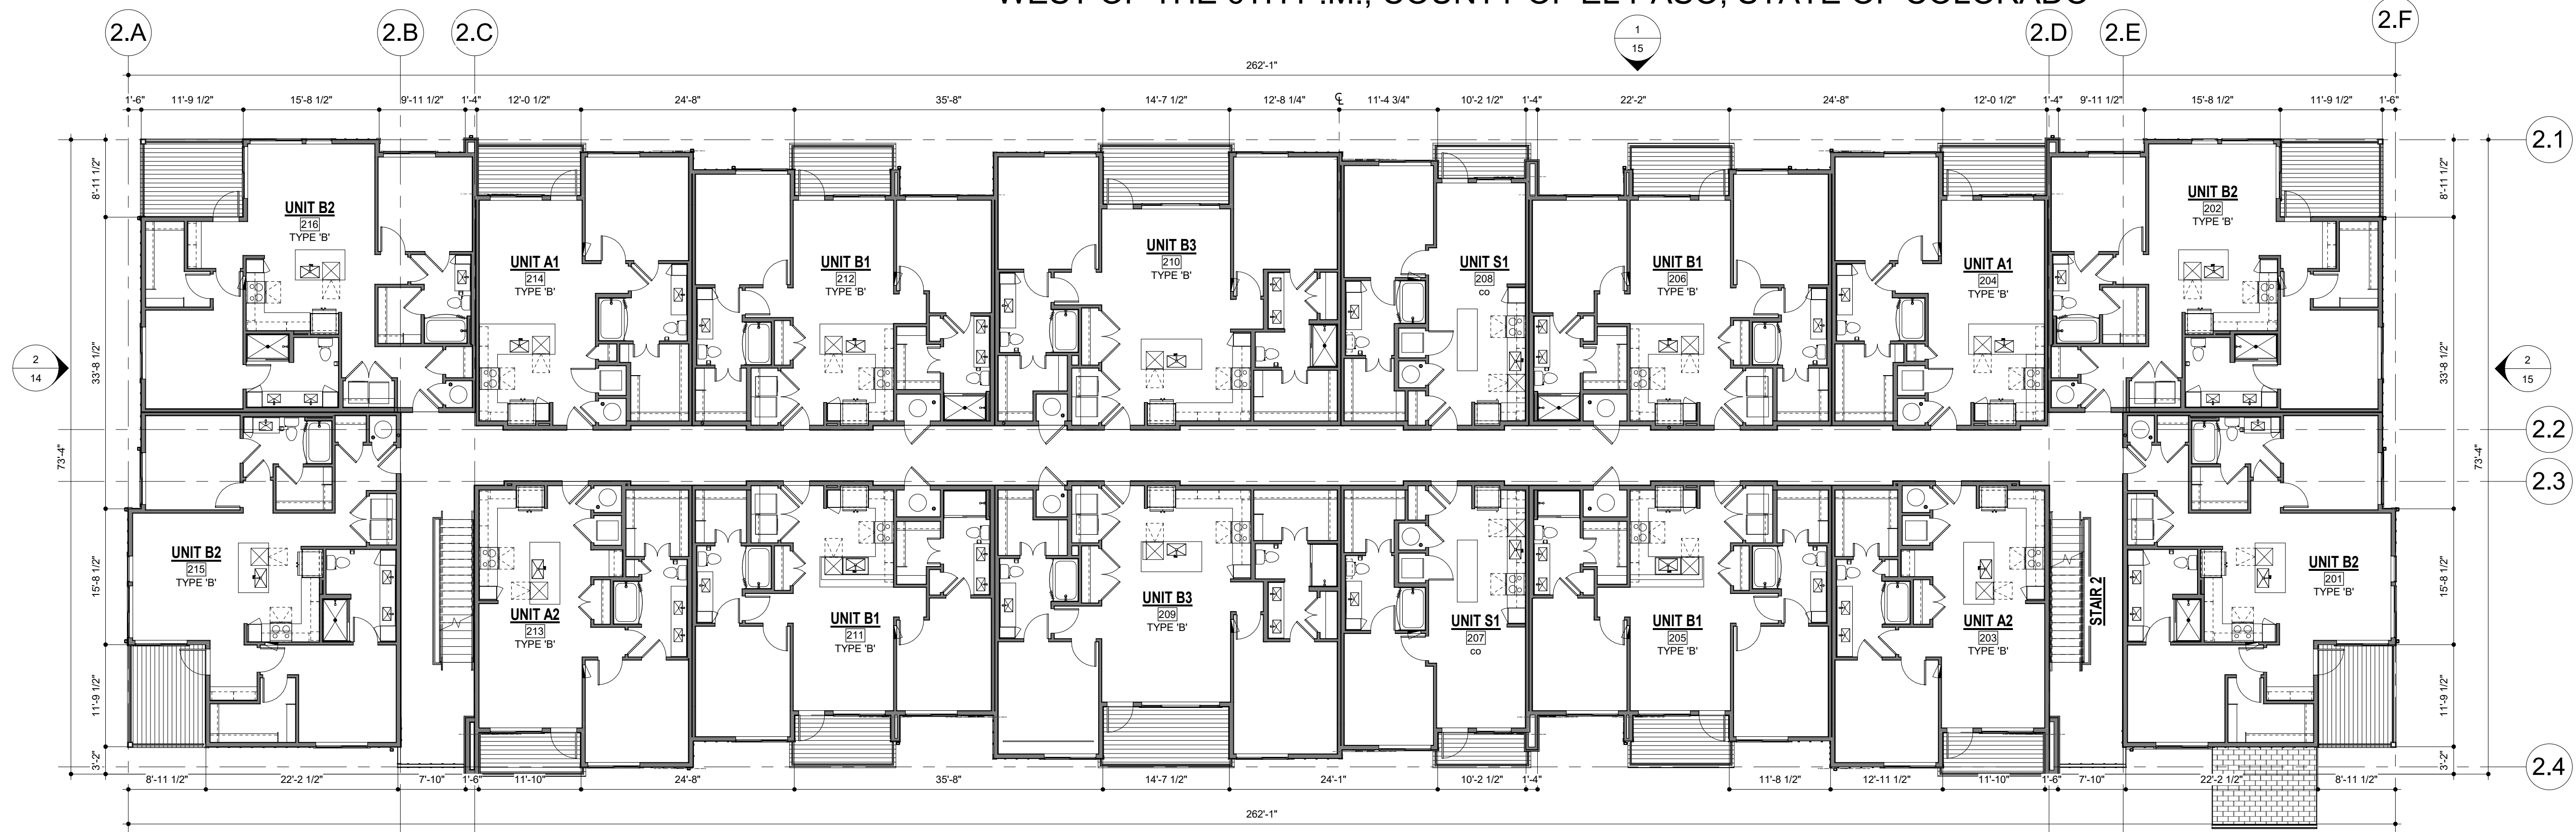 2.A
2.B
2.C
1
15
2.D
2.E
2.F
262'-1"
1'-6"
11'-9 1/2"
15'-8 1/2"
9'-11 1/2"
1'-4"
12'-0 1/2"
24'-8"
35'-8"
14'-7 1/2"
12'-8 1/4"
11'-4 3/4"
10'-2 1/2"
1'-4"
22'-2"
24'-8"
12'-0 1/2"
1'-4"
9'-11 1/2"
15'-8 1/2"
11'-9 1/2"
1'-6"
2.1
8'-11 1/2"
8'-11 1/2"
UNIT B2
216
TYPE 'B'
UNIT A1
214
TYPE 'B'
UNIT B1
212
TYPE 'B'
UNIT B3
210
TYPE 'B'
UNIT S1
208
co
UNIT B1
206
TYPE 'B'
UNIT A1
204
TYPE 'B'
UNIT B2
202
TYPE 'B'
2
14
33'-8 1/2"
33'-8 1/2"
2
15
2.2
73'-4"
73'-4"
2.3
UNIT B2
215
TYPE 'B'
UNIT A2
213
TYPE 'B'
UNIT B1
211
TYPE 'B'
UNIT B3
209
TYPE 'B'
UNIT S1
207
co
UNIT B1
205
TYPE 'B'
UNIT A2
203
TYPE 'B'
STAIR 2
UNIT B2
201
TYPE 'B'
15'-8 1/2"
15'-8 1/2"
11'-9 1/2"
11'-9 1/2"
3'-2"
3'-2"
2.4
8'-11 1/2"
22'-2 1/2"
7'-10"
1'-6"
11'-10"
24'-8"
35'-8"
14'-7 1/2"
24'-1"
10'-2 1/2"
1'-4"
11'-8 1/2"
12'-11 1/2"
11'-10"
1'-6"
7'-10"
22'-2 1/2"
8'-11 1/2"
262'-1"